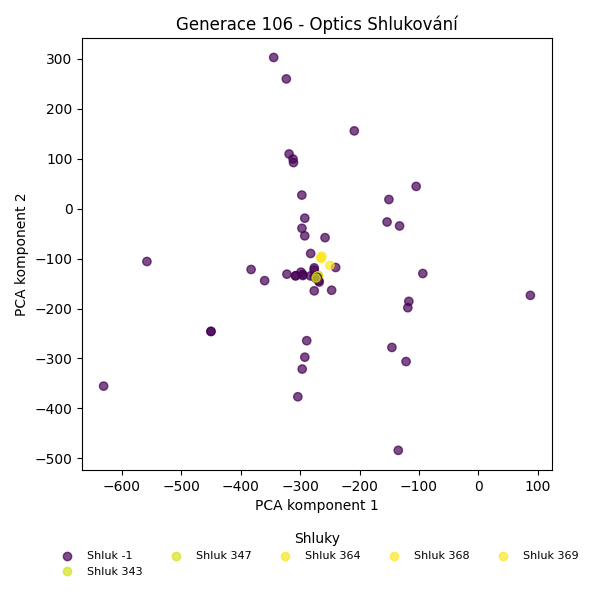 Generace 106 - Optics Shlukování
300
200
100
0
−100
−200
−300
−400
−500
PCA komponent 2
−600 −500 −400 −300 −200 −100 0 100
PCA komponent 1
Shluky
Shluk -1 Shluk 347 Shluk 364 Shluk 368 Shluk 369
Shluk 343